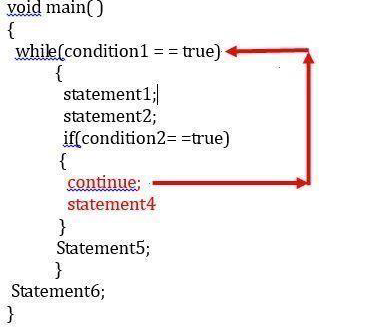 void main( )
{
while(condition1 = = true)
{
statement1;
statement2;
if(condition2= =true)
{
continue;
statement4
}
Statement5;
}
Statement6;
}